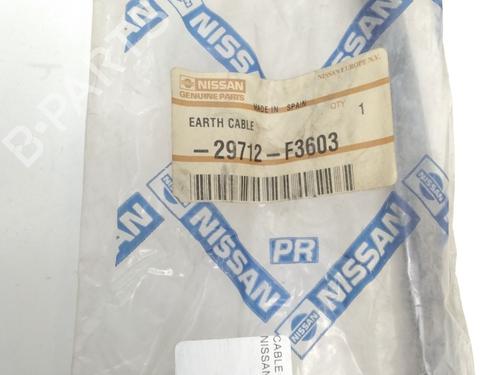 NISSAN
NISSAN
GENUINE PARTS
NISSAN EUROPE N.V.
MADE IN SPAIN
QTY
1
EARTH CABLE
-29712-F3603
B-PARTS
NISSAN
NISSAN
PR
NISSAN
NISSAN
NISSAN
CABLE
NISSAN